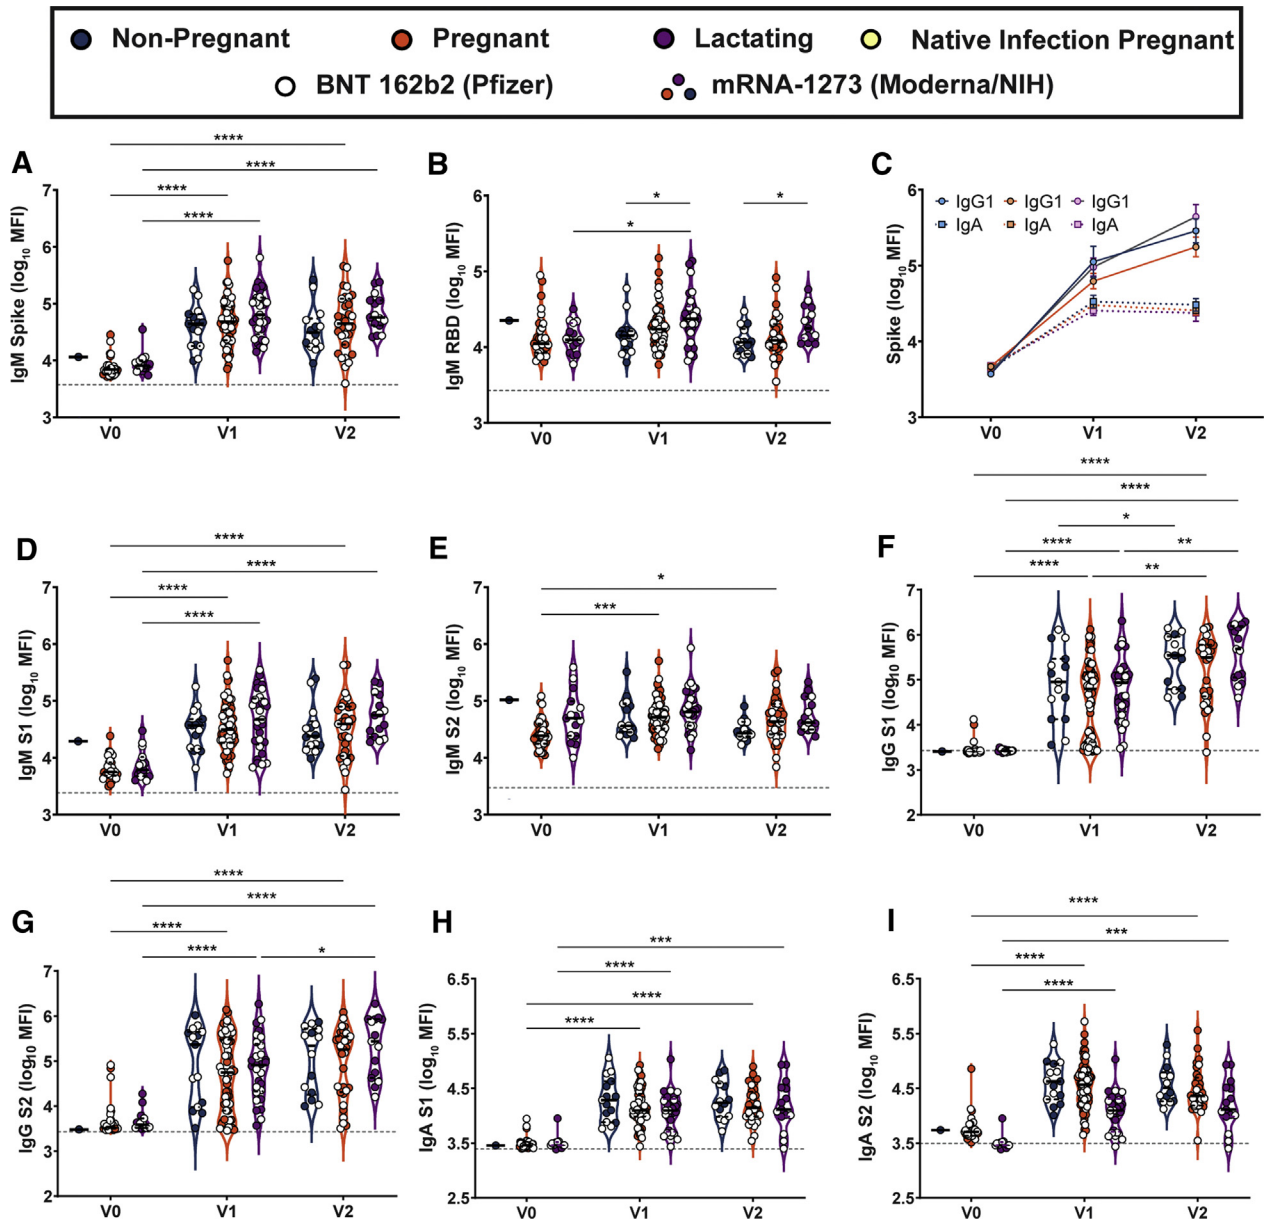 Non-Pregnant Pregnant Lactating Native Infection Pregnant
BNT 162b2 (Pfizer) mRNA-1273 (Moderna/NIH)
A
****
****
****
****
IgM Spike (log10 MFI)
7
6
5
4
3
V0 V1 V2
B
* *
*
IgM RBD (log10 MFI)
6
5
4
3
V0 V1 V2
C
IgG1 IgG1 IgG1
IgA IgA IgA
Spike (log10 MFI)
6
5
4
3
V0 V1 V2
D
****
****
****
****
IgM S1 (log10 MFI)
7
6
5
4
3
V0 V1 V2
E
*
***
IgM S2 (log10 MFI)
7
6
5
4
3
V0 V1 V2
F
****
****
*
**** **
**** **
IgG S1 (log10 MFI)
7
6
5
4
3
2
V0 V1 V2
G
****
****
****
**** *
IgG S2 (log10 MFI)
7
6
5
4
3
2
V0 V1 V2
H
***
****
****
****
IgA S1 (log10 MFI)
6.5
5.5
4.5
3.5
2.5
V0 V1 V2
I
****
***
****
****
IgA S2 (log10 MFI)
6.5
5.5
4.5
3.5
2.5
V0 V1 V2